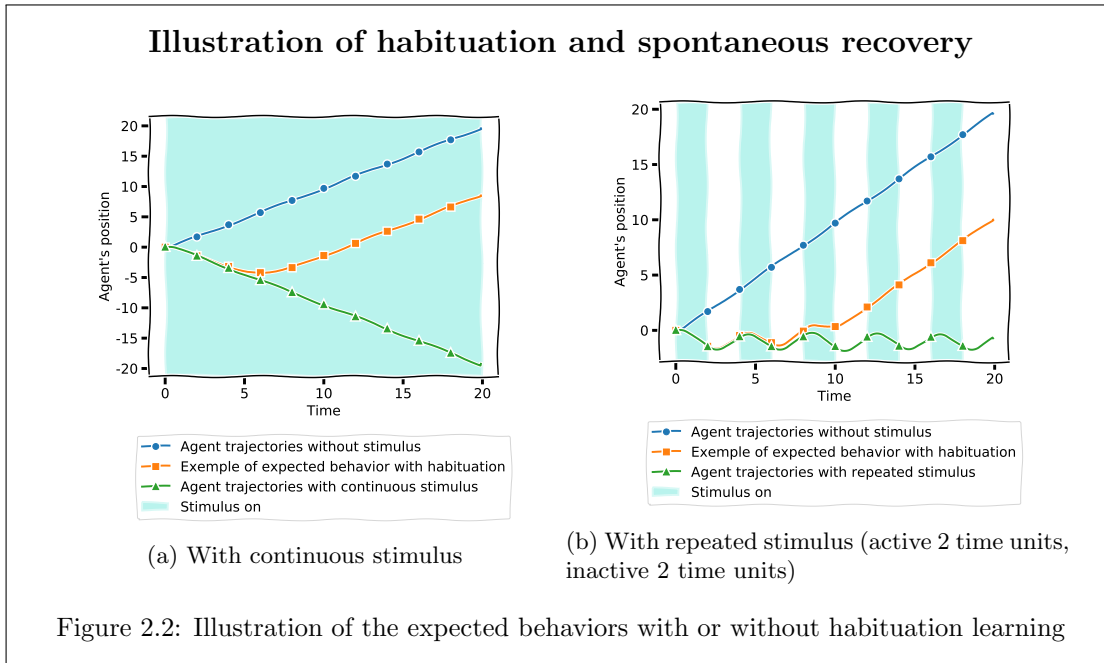 Illustration of habituation and spontaneous recovery
20
15
10
5
0
-5
-10
-15
-20
Agent's position
0
5
10
15
20
Time
Agent trajectories without stimulus
Exemple of expected behavior with habituation
Agent trajectories with continuous stimulus
Stimulus on
(a) With continuous stimulus
20
15
10
5
0
Agent's position
0
5
10
15
20
Time
Agent trajectories without stimulus
Exemple of expected behavior with habituation
Agent trajectories with repeated stimulus
Stimulus on
(b) With repeated stimulus (active 2 time units,
inactive 2 time units)
Figure 2.2: Illustration of the expected behaviors with or without habituation learning